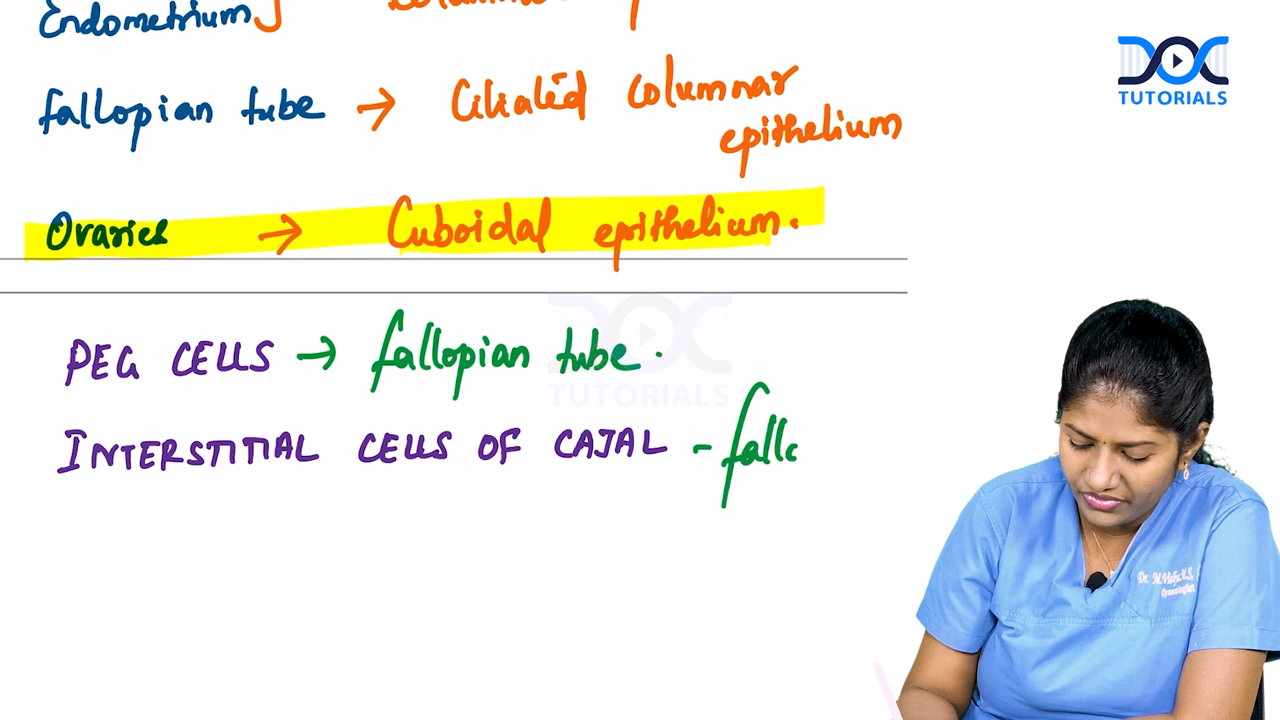 Endometrium
fallopian tube → Ciliated columnar
epithelium
Ovaries → Cuboidal epithelium.
PEG CELLS → fallopian tube.
INTERSTITIAL CELLS OF CAJAL - fallo
TUTORIALS
TUTORIALS